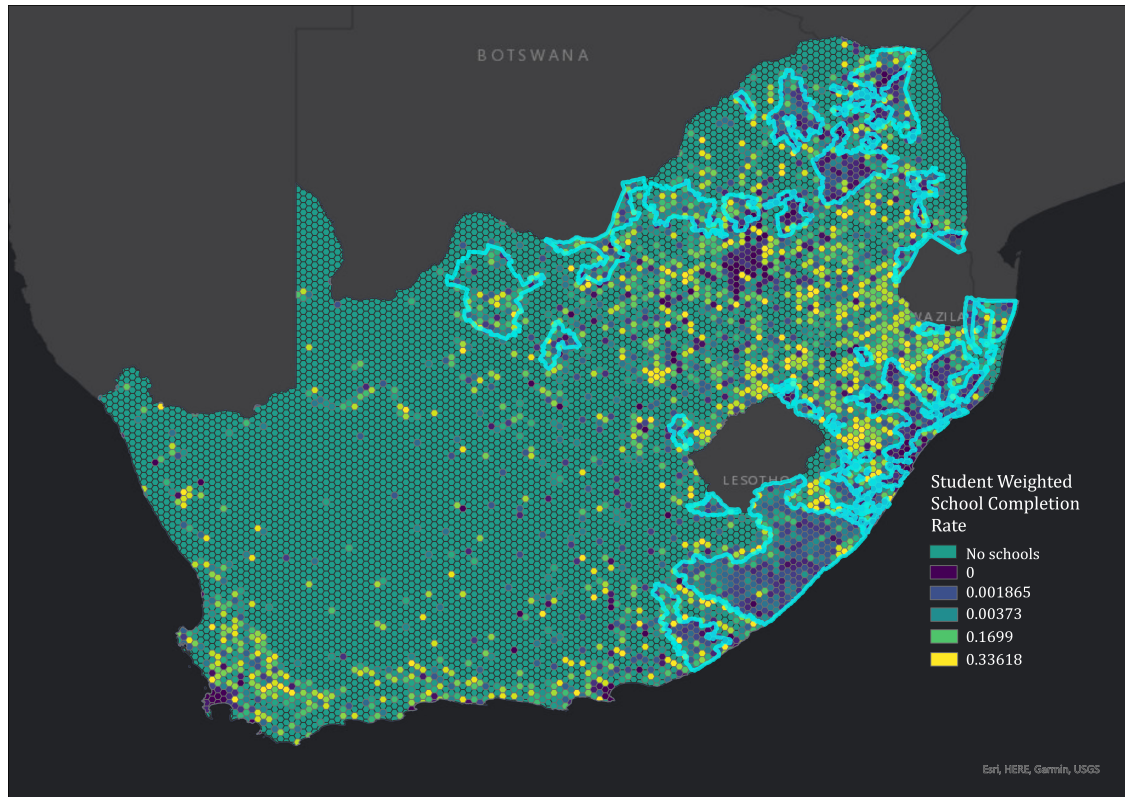 BOTSWANA
WAZILA
LESOTHO
Student Weighted
School Completion
Rate
No schools
0
0.001865
0.00373
0.1699
0.33618
Esri, HERE, Garmin, USGS